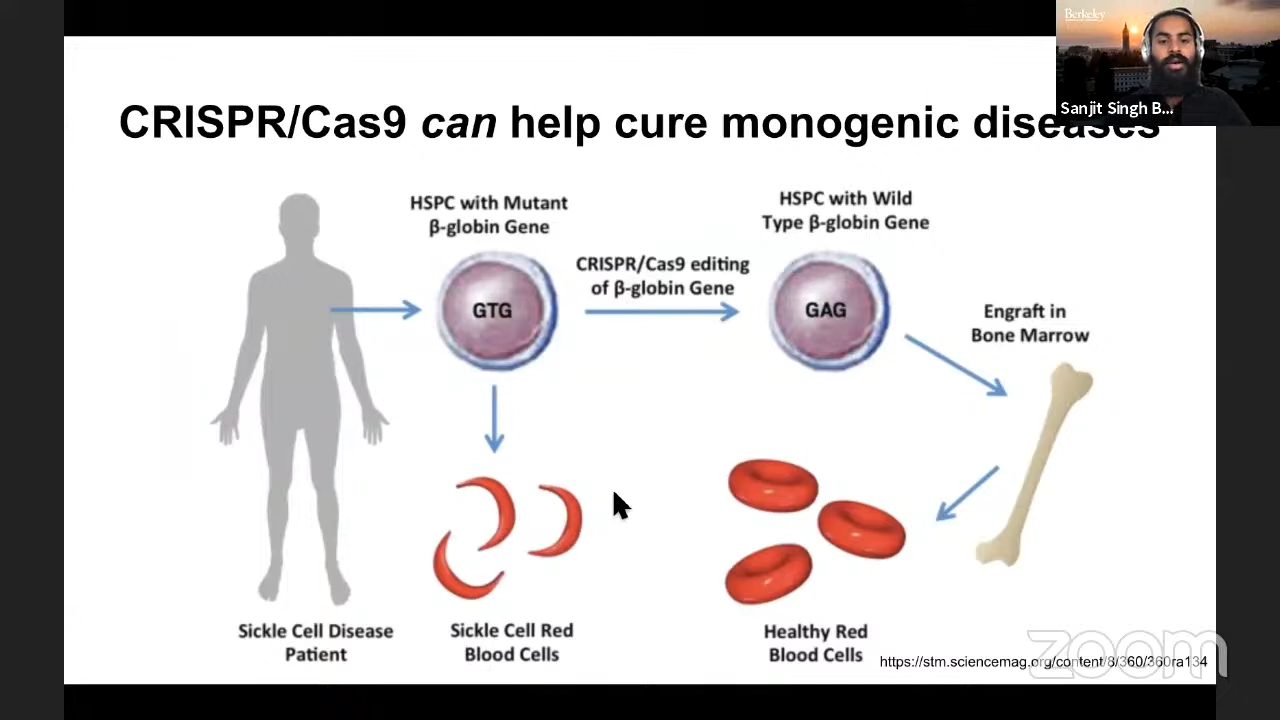 Berkeley
Sanjit Singh B...
CRISPR/Cas9 can help cure monogenic diseases
HSPC with Mutant
β-globin Gene
HSPC with Wild
Type β-globin Gene
CRISPR/Cas9 editing
of β-globin Gene
GTG
GAG
Engraft in
Bone Marrow
Sickle Cell Disease
Patient
Sickle Cell Red
Blood Cells
Healthy Red
Blood Cells
https://stm.sciencemag.org/content/8/360/360ra134
zoom